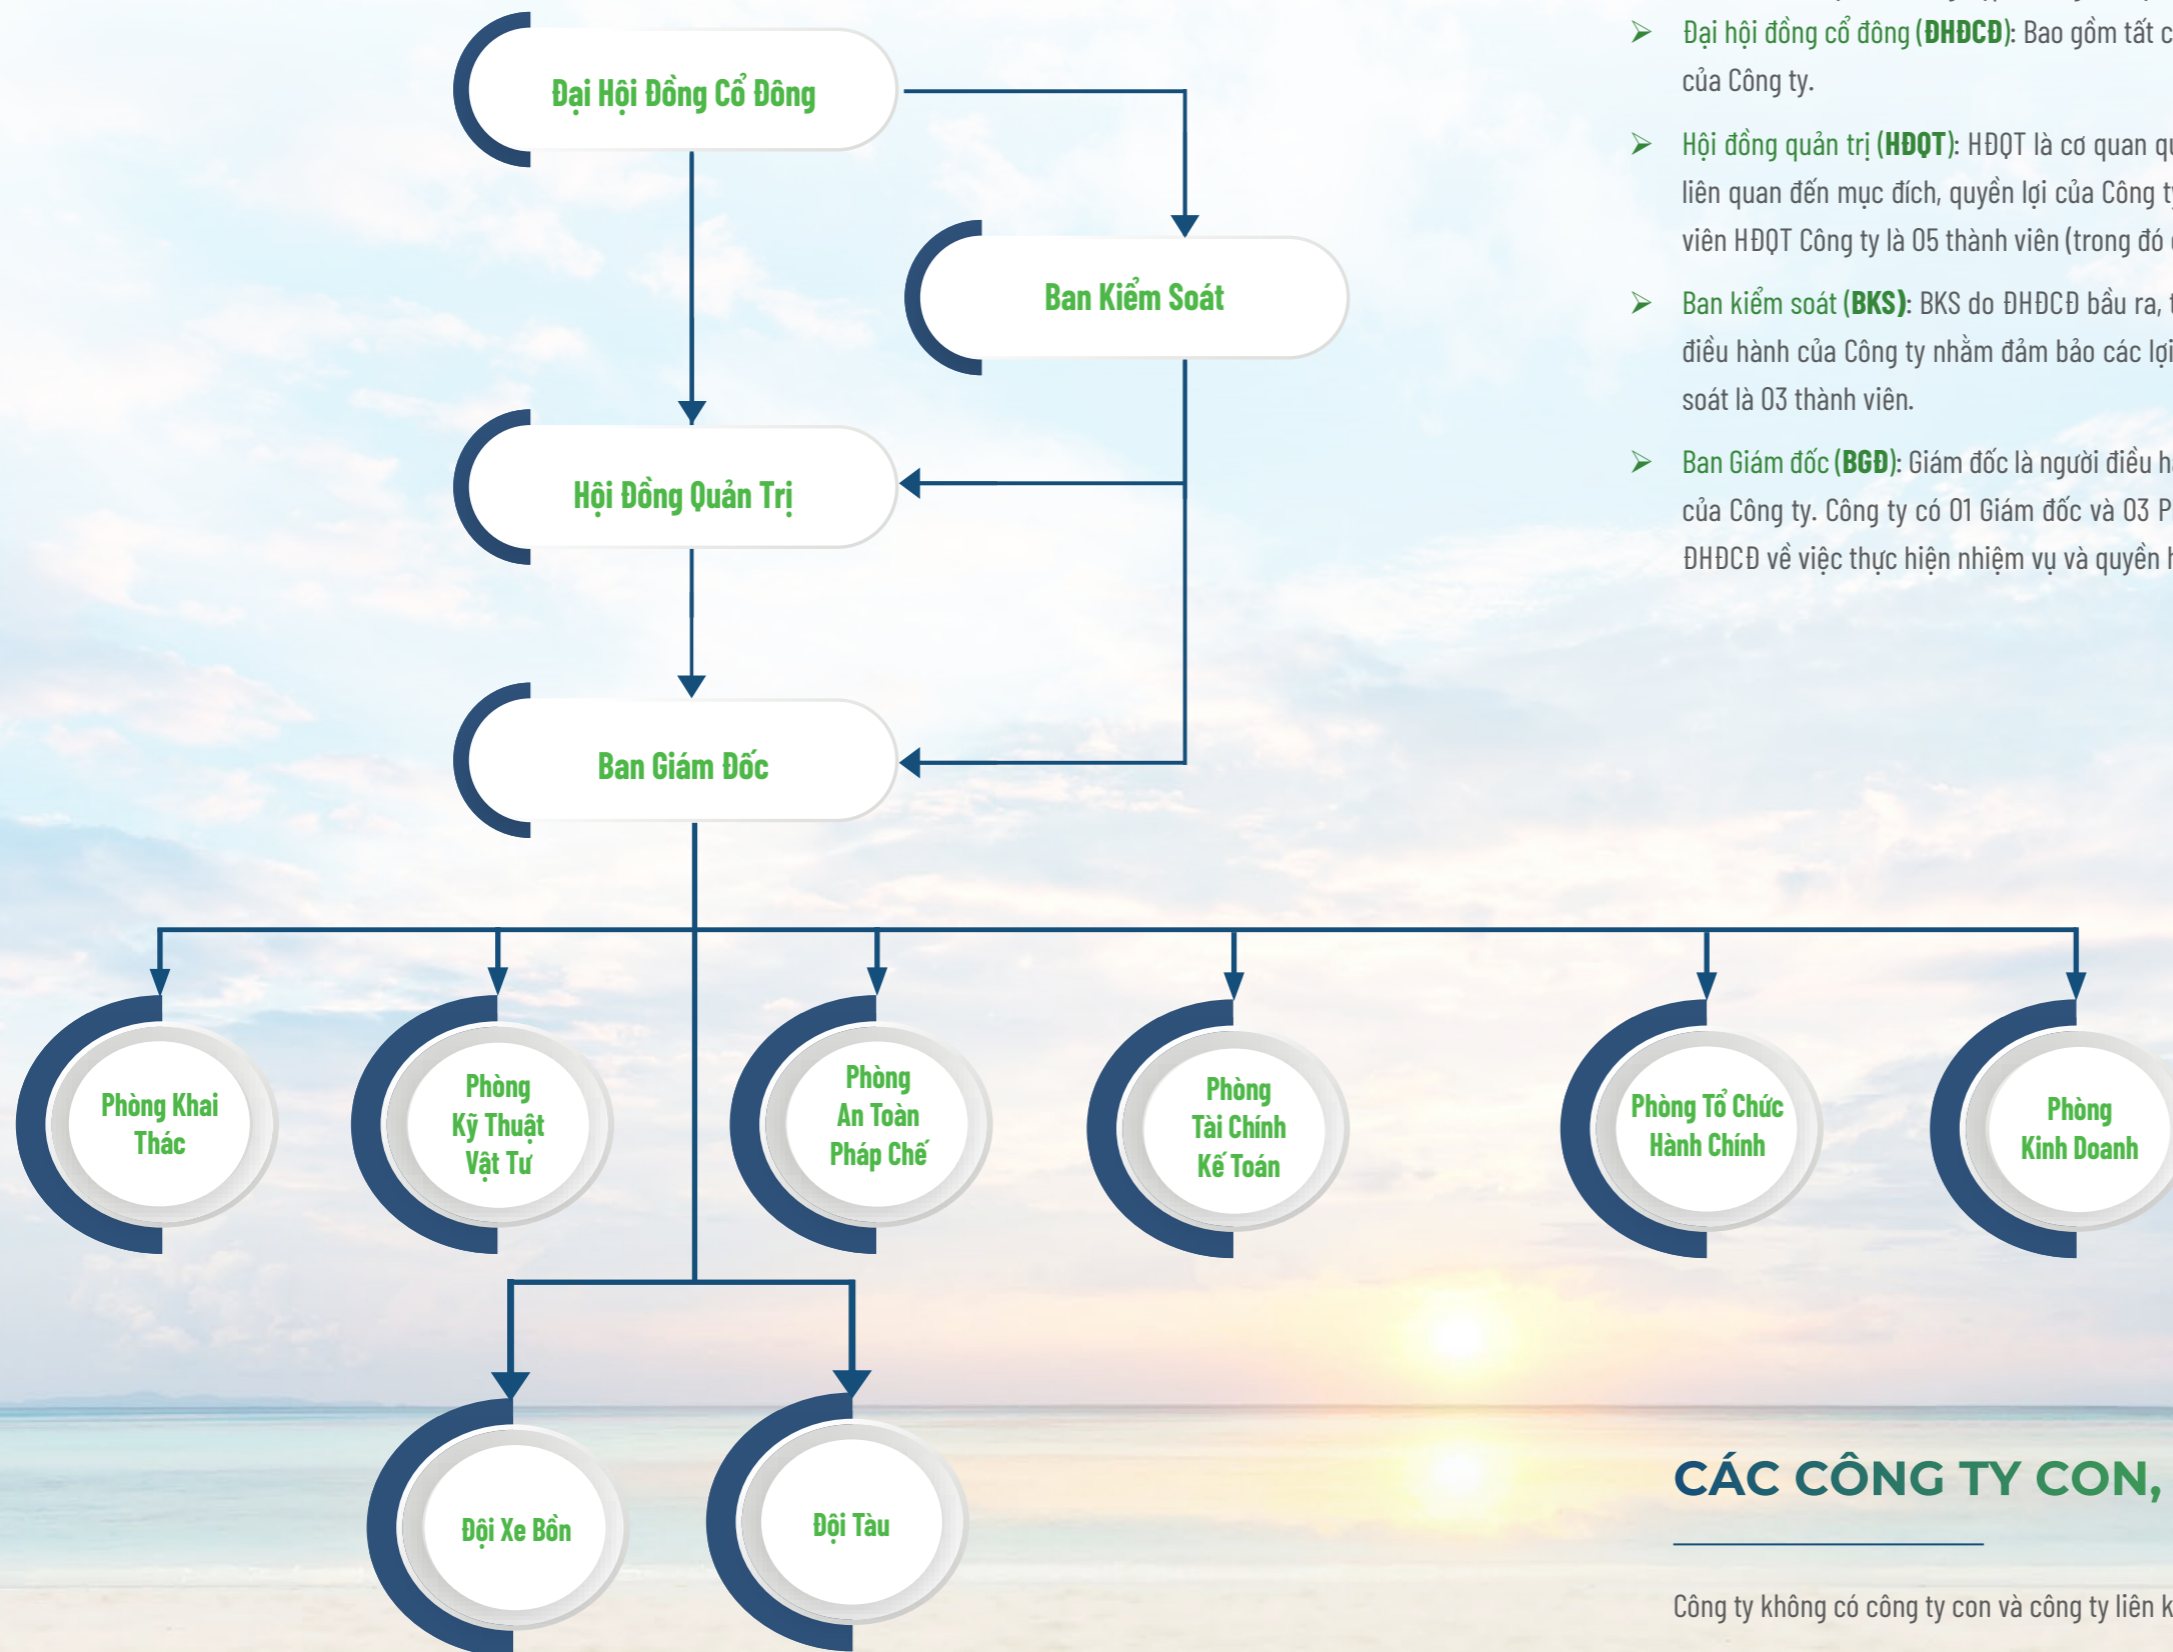 Đại Hội Đồng Cổ Đông
Ban Kiểm Soát
Hội Đồng Quản Trị
Ban Giám Đốc
Phòng Khai
Thác
Phòng
Kỹ Thuật
Vật Tư
Phòng
An Toàn
Pháp Chế
Phòng
Tài Chính
Kế Toán
Phòng Tổ Chức
Hành Chính
Phòng
Kinh Doanh
Đội Xe Bồn
Đội Tàu
➢ Đại hội đồng cổ đông (ĐHĐCĐ): Bao gồm tất
của Công ty.
➢ Hội đồng quản trị (HĐQT): HĐQT là cơ quan
liên quan đến mục đích, quyền lợi của Công
viên HĐQT Công ty là 05 thành viên (trong đó
➢ Ban kiểm soát (BKS): BKS do ĐHĐCĐ bầu ra,
điều hành của Công ty nhằm đảm bảo các
soát là 03 thành viên.
➢ Ban Giám đốc (BGĐ): Giám đốc là người điều
của Công ty. Công ty có 01 Giám đốc và 03
ĐHĐCĐ về việc thực hiện nhiệm vụ và quyền
CÁC CÔNG TY CON,
Công ty không có công ty con và công ty liên